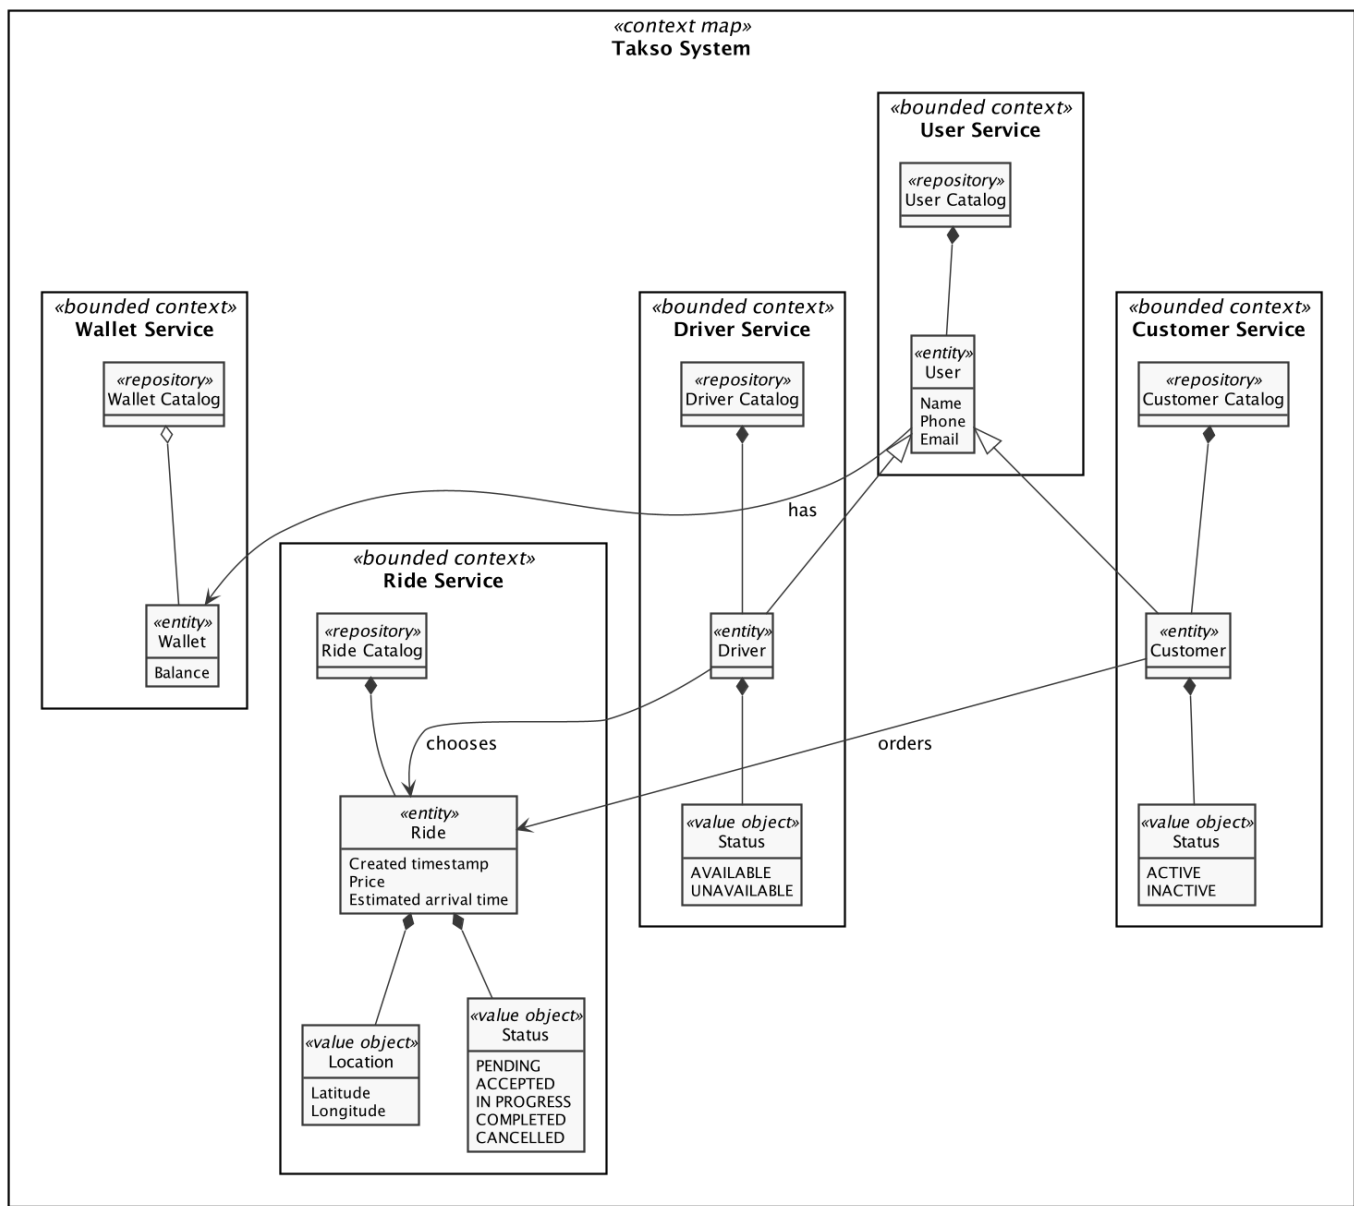 «context map»
Takso System
«bounded context»
User Service
«repository»
User Catalog
«entity»
User
Name
Phone
Email
«bounded context»
Wallet Service
«repository»
Wallet Catalog
«entity»
Wallet
Balance
«bounded context»
Driver Service
«repository»
Driver Catalog
«entity»
Driver
«value object»
Status
AVAILABLE
UNAVAILABLE
«bounded context»
Customer Service
«repository»
Customer Catalog
«entity»
Customer
«value object»
Status
ACTIVE
INACTIVE
has
«bounded context»
Ride Service
«repository»
Ride Catalog
chooses
orders
«entity»
Ride
Created timestamp
Price
Estimated arrival time
«value object»
Location
Latitude
Longitude
«value object»
Status
PENDING
ACCEPTED
IN PROGRESS
COMPLETED
CANCELLED